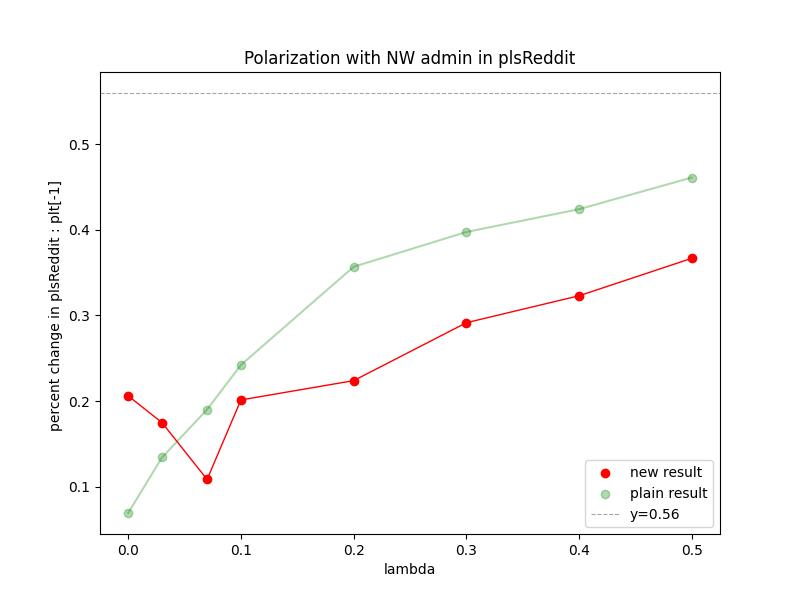 Polarization with NW admin in plsReddit
percent change in plsReddit : plt[-1]
0.5
0.4
0.3
0.2
0.1
0.0
0.1
0.2
0.3
0.4
0.5
lambda
new result
plain result
y=0.56